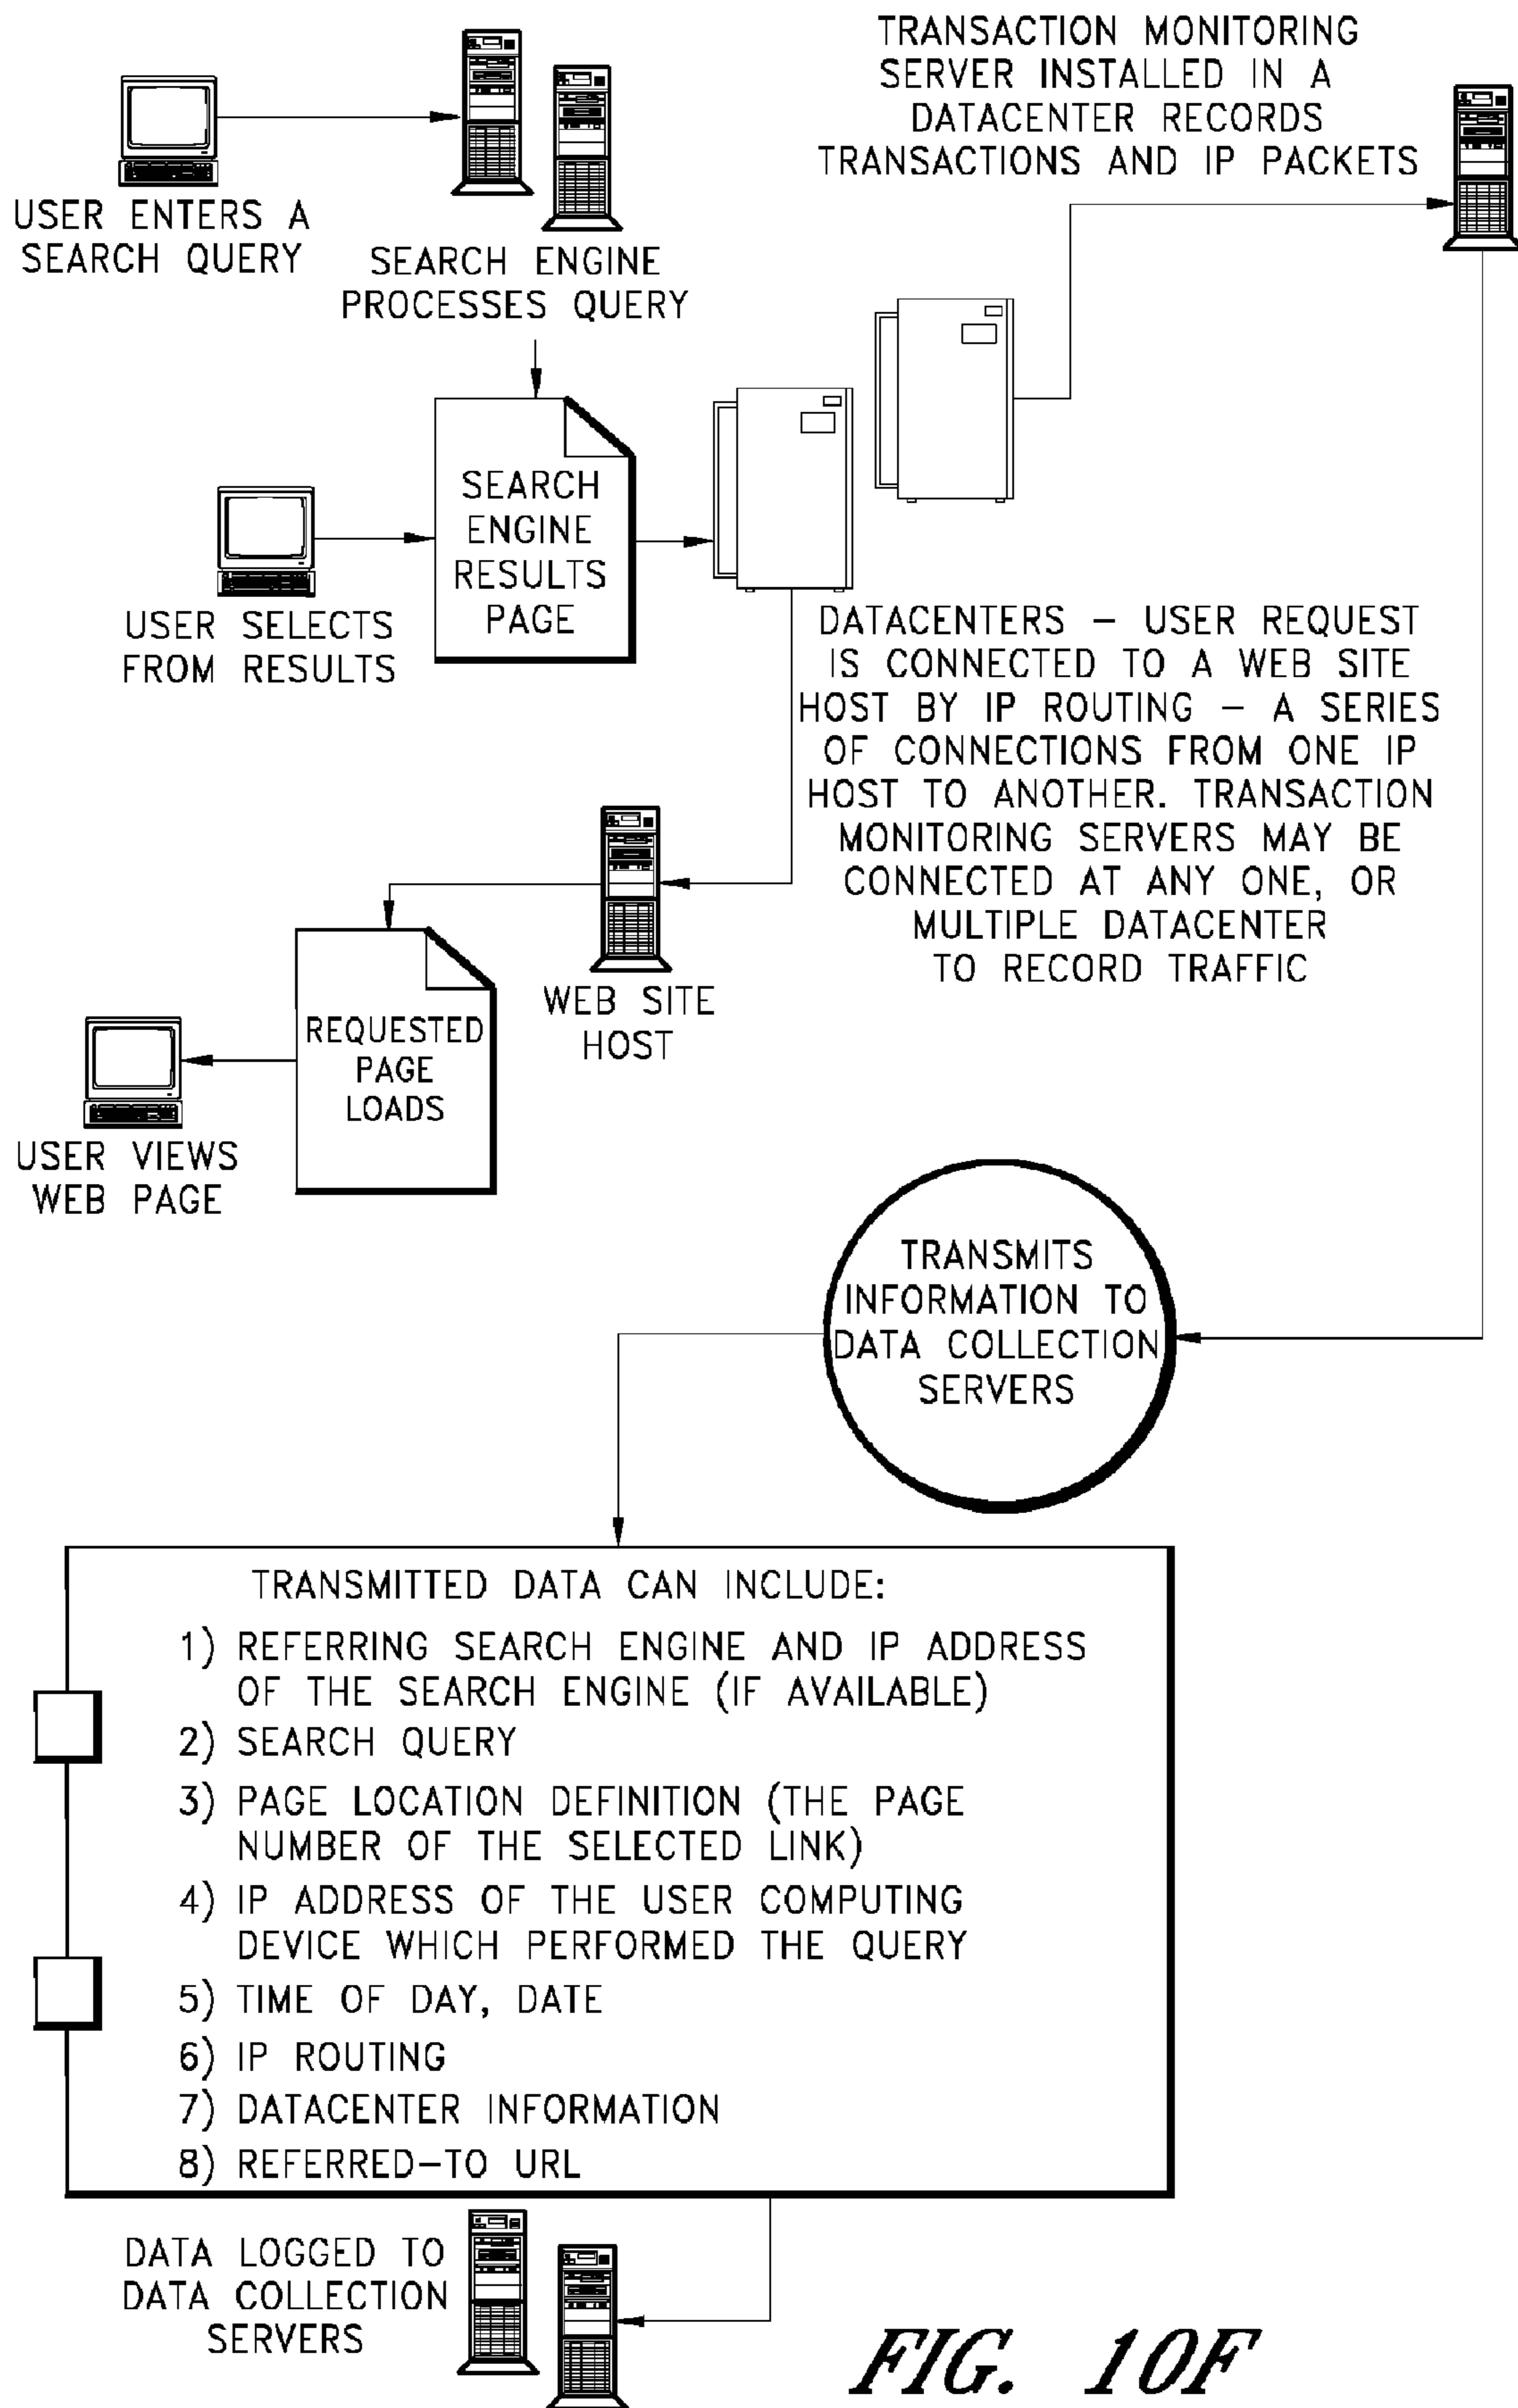 TRANSACTION MONITORING
SERVER INSTALLED IN A
DATACENTER RECORDS
TRANSACTIONS AND IP PACKETS
USER ENTERS A
SEARCH QUERY
SEARCH ENGINE
PROCESSES QUERY
SEARCH
ENGINE
RESULTS
PAGE
USER SELECTS
FROM RESULTS
DATACENTERS – USER REQUEST
IS CONNECTED TO A WEB SITE
HOST BY IP ROUTING – A SERIES
OF CONNECTIONS FROM ONE IP
HOST TO ANOTHER. TRANSACTION
MONITORING SERVERS MAY BE
CONNECTED AT ANY ONE, OR
MULTIPLE DATACENTER
TO RECORD TRAFFIC
WEB SITE
HOST
REQUESTED
PAGE
LOADS
USER VIEWS
WEB PAGE
TRANSMITS
INFORMATION TO
DATA COLLECTION
SERVERS
TRANSMITTED DATA CAN INCLUDE:
1) REFERRING SEARCH ENGINE AND IP ADDRESS
OF THE SEARCH ENGINE (IF AVAILABLE)
2) SEARCH QUERY
3) PAGE LOCATION DEFINITION (THE PAGE
NUMBER OF THE SELECTED LINK)
4) IP ADDRESS OF THE USER COMPUTING
DEVICE WHICH PERFORMED THE QUERY
5) TIME OF DAY, DATE
6) IP ROUTING
7) DATACENTER INFORMATION
8) REFERRED–TO URL
DATA LOGGED TO
DATA COLLECTION
SERVERS
FIG. 10F